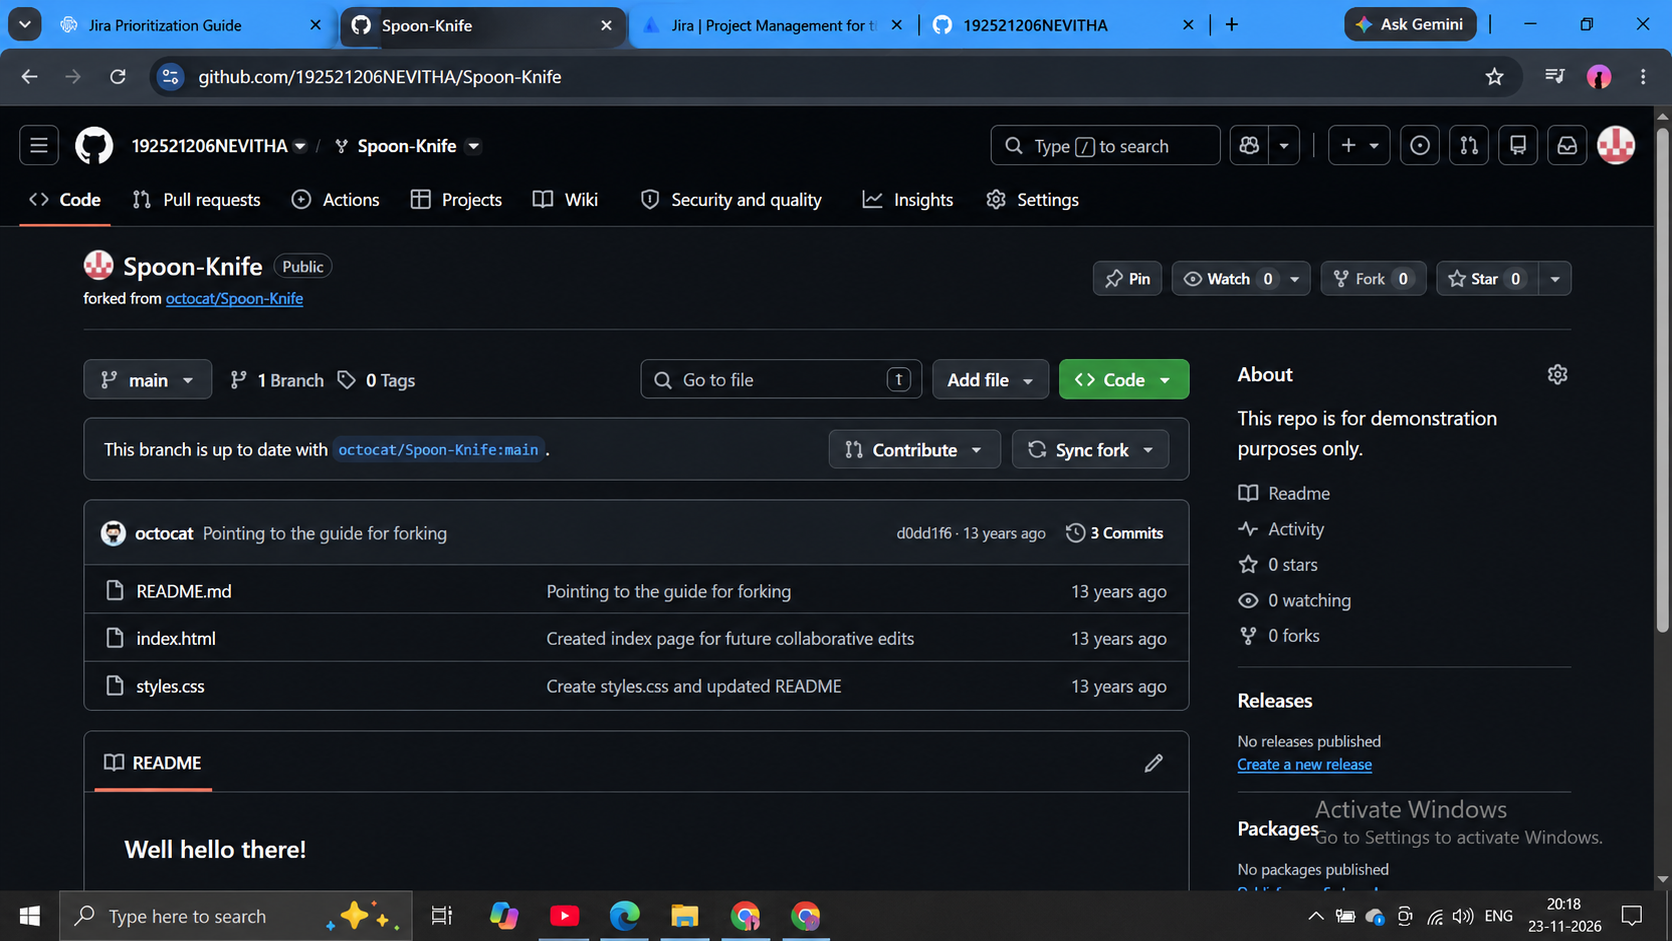 Jira Prioritization Guide
Spoon-Knife
Jira | Project Management for t
192521206NEVITHA
Ask Gemini
github.com/192521206NEVITHA/Spoon-Knife
192521206NEVITHA / Spoon-Knife
Type / to search
Code Pull requests Actions Projects Wiki Security and quality Insights Settings
Spoon-Knife Public
forked from octocat/Spoon-Knife
Pin Watch 0 Fork 0 Star 0
main 1 Branch 0 Tags Go to file t Add file Code
This branch is up to date with octocat/Spoon-Knife:main. Contribute Sync fork
octocat Pointing to the guide for forking d0dd1f6 · 13 years ago 3 Commits
README.md Pointing to the guide for forking 13 years ago
index.html Created index page for future collaborative edits 13 years ago
styles.css Create styles.css and updated README 13 years ago
README
Well hello there!
About
This repo is for demonstration
purposes only.
Readme
Activity
0 stars
0 watching
0 forks
Releases
No releases published
Create a new release
Packages
No packages published
Activate Windows
Go to Settings to activate Windows.
Type here to search
ENG
20:18
23-11-2026